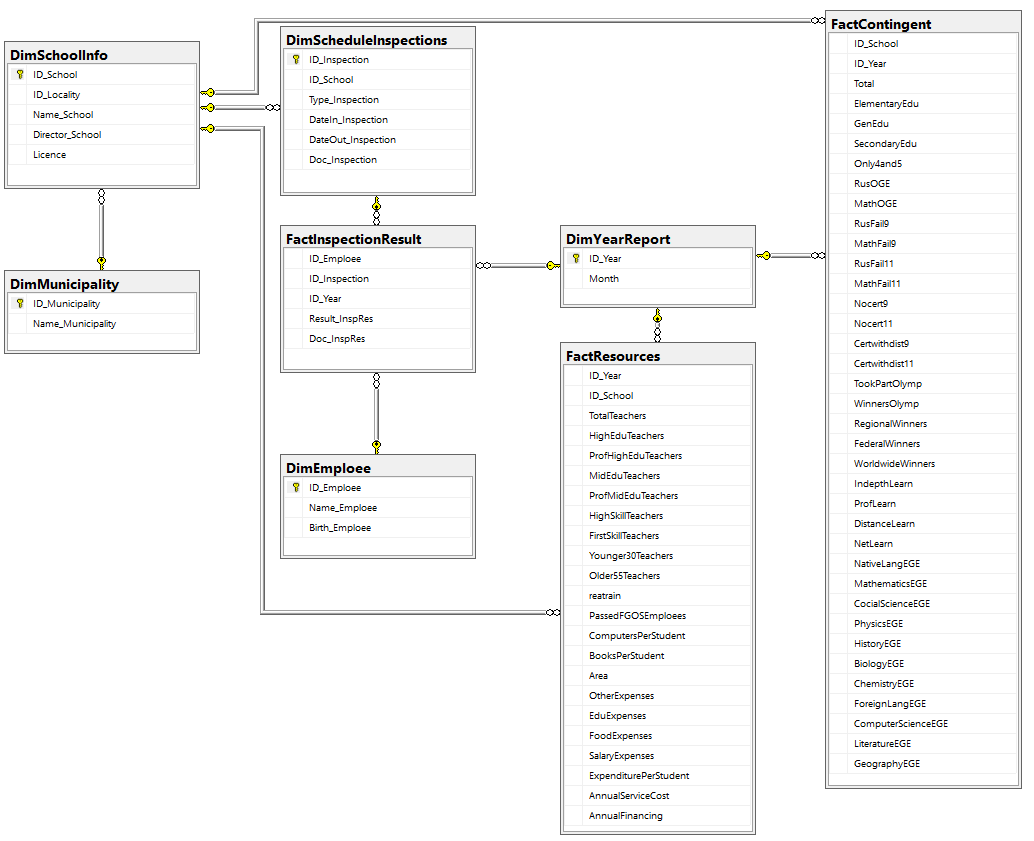 DimSchoolInfo
ID_School
ID_Locality
Name_School
Director_School
Licence
DimMunicipality
ID_Municipality
Name_Municipality
DimScheduleInspections
ID_Inspection
ID_School
Type_Inspection
DateIn_Inspection
DateOut_Inspection
Doc_Inspection
FactInspectionResult
ID_Emploee
ID_Inspection
ID_Year
Result_InspRes
Doc_InspRes
DimEmploee
ID_Emploee
Name_Emploee
Birth_Emploee
DimYearReport
ID_Year
Month
FactResources
ID_Year
ID_School
TotalTeachers
HighEduTeachers
ProfHighEduTeachers
MidEduTeachers
ProfMidEduTeachers
HighSkillTeachers
FirstSkillTeachers
Younger30Teachers
Older55Teachers
reatrain
PassedFGOSEmploees
ComputersPerStudent
BooksPerStudent
Area
OtherExpenses
EduExpenses
FoodExpenses
SalaryExpenses
ExpenditurePerStudent
AnnualServiceCost
AnnualFinancing
FactContingent
ID_School
ID_Year
Total
ElementaryEdu
GenEdu
SecondaryEdu
Only4and5
RusOGE
MathOGE
RusFail9
MathFail9
RusFail11
MathFail11
Nocert9
Nocert11
Certwithdist9
Certwithdist11
TookPartOlymp
WinnersOlymp
RegionalWinners
FederalWinners
WorldwideWinners
IndepthLearn
ProfLearn
DistanceLearn
NetLearn
NativeLangEGE
MathematicsEGE
CocialScienceEGE
PhysicsEGE
HistoryEGE
BiologyEGE
ChemistryEGE
ForeignLangEGE
ComputerScienceEGE
LiteratureEGE
GeographyEGE